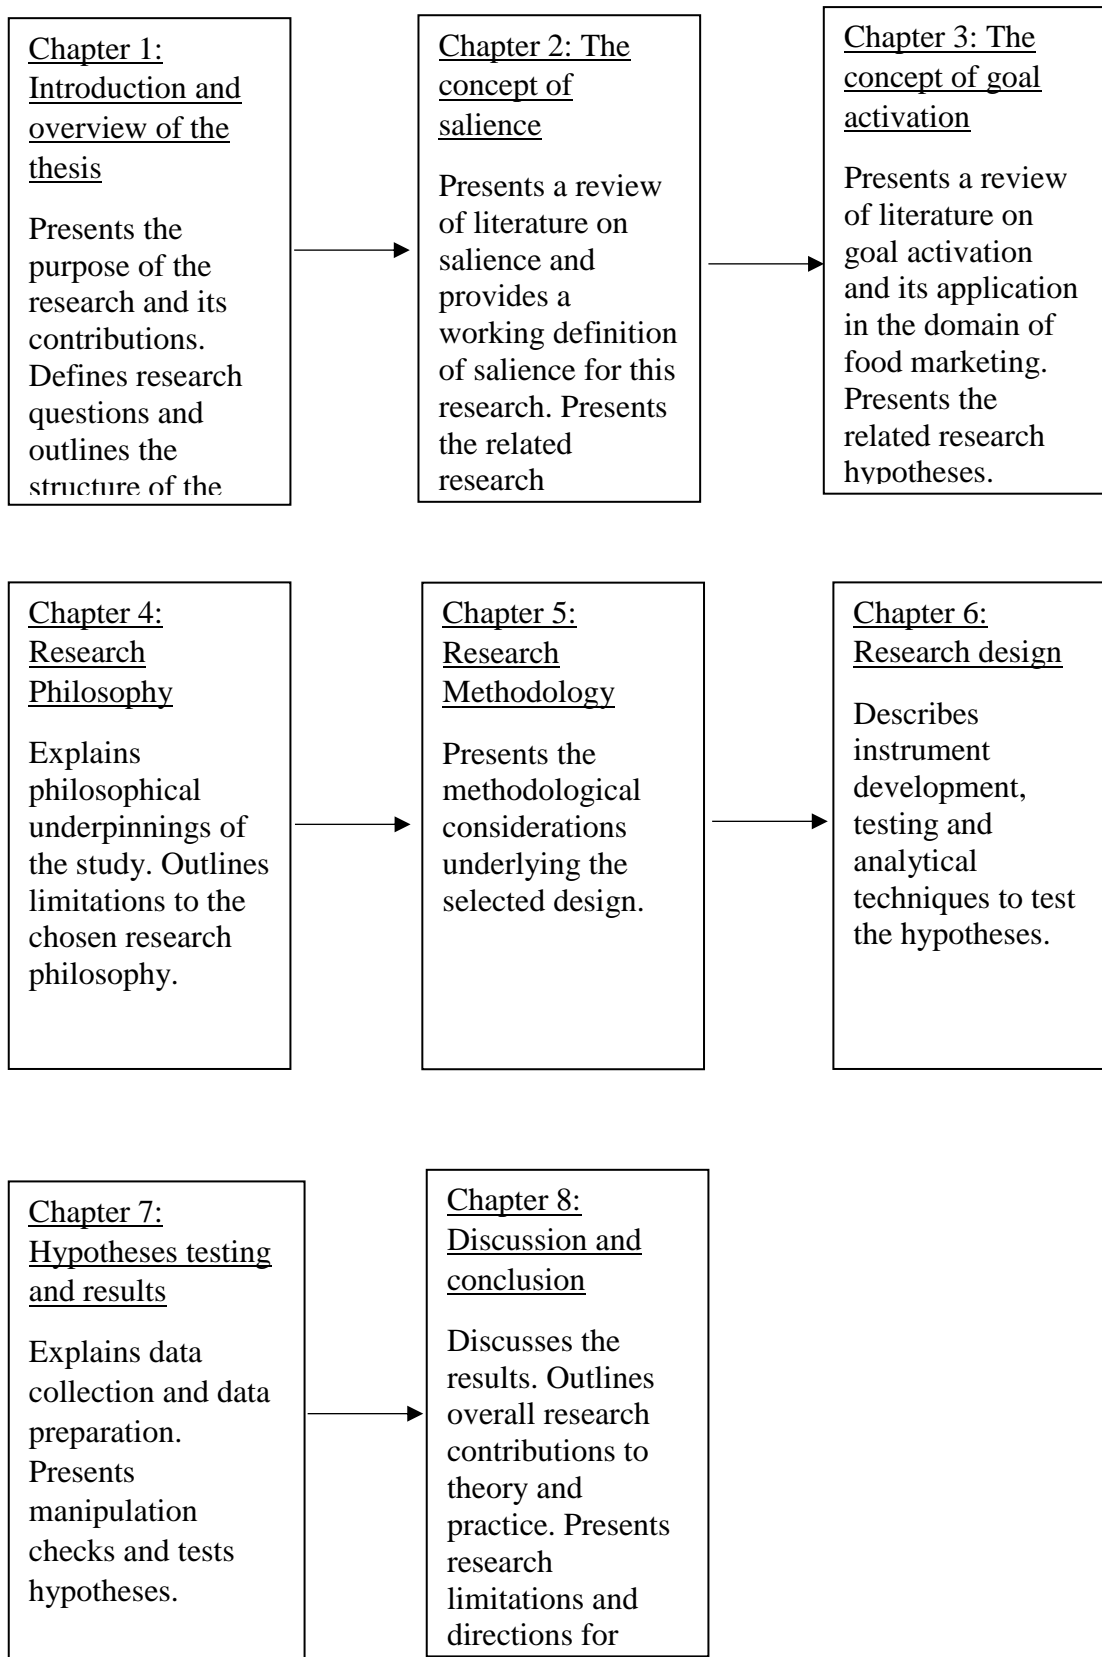 Chapter 1:
Introduction and
overview of the
thesis
Presents the
purpose of the
research and its
contributions.
Defines research
questions and
outlines the
structure of the
Chapter 2: The
concept of
salience
Presents a review
of literature on
salience and
provides a
working definition
of salience for this
research. Presents
the related
research
Chapter 3: The
concept of goal
activation
Presents a review
of literature on
goal activation
and its application
in the domain of
food marketing.
Presents the
related research
hypotheses.
Chapter 4:
Research
Philosophy
Explains
philosophical
underpinnings of
the study. Outlines
limitations to the
chosen research
philosophy.
Chapter 5:
Research
Methodology
Presents the
methodological
considerations
underlying the
selected design.
Chapter 6:
Research design
Describes
instrument
development,
testing and
analytical
techniques to test
the hypotheses.
Chapter 7:
Hypotheses testing
and results
Explains data
collection and data
preparation.
Presents
manipulation
checks and tests
hypotheses.
Chapter 8:
Discussion and
conclusion
Discusses the
results. Outlines
overall research
contributions to
theory and
practice. Presents
research
limitations and
directions for